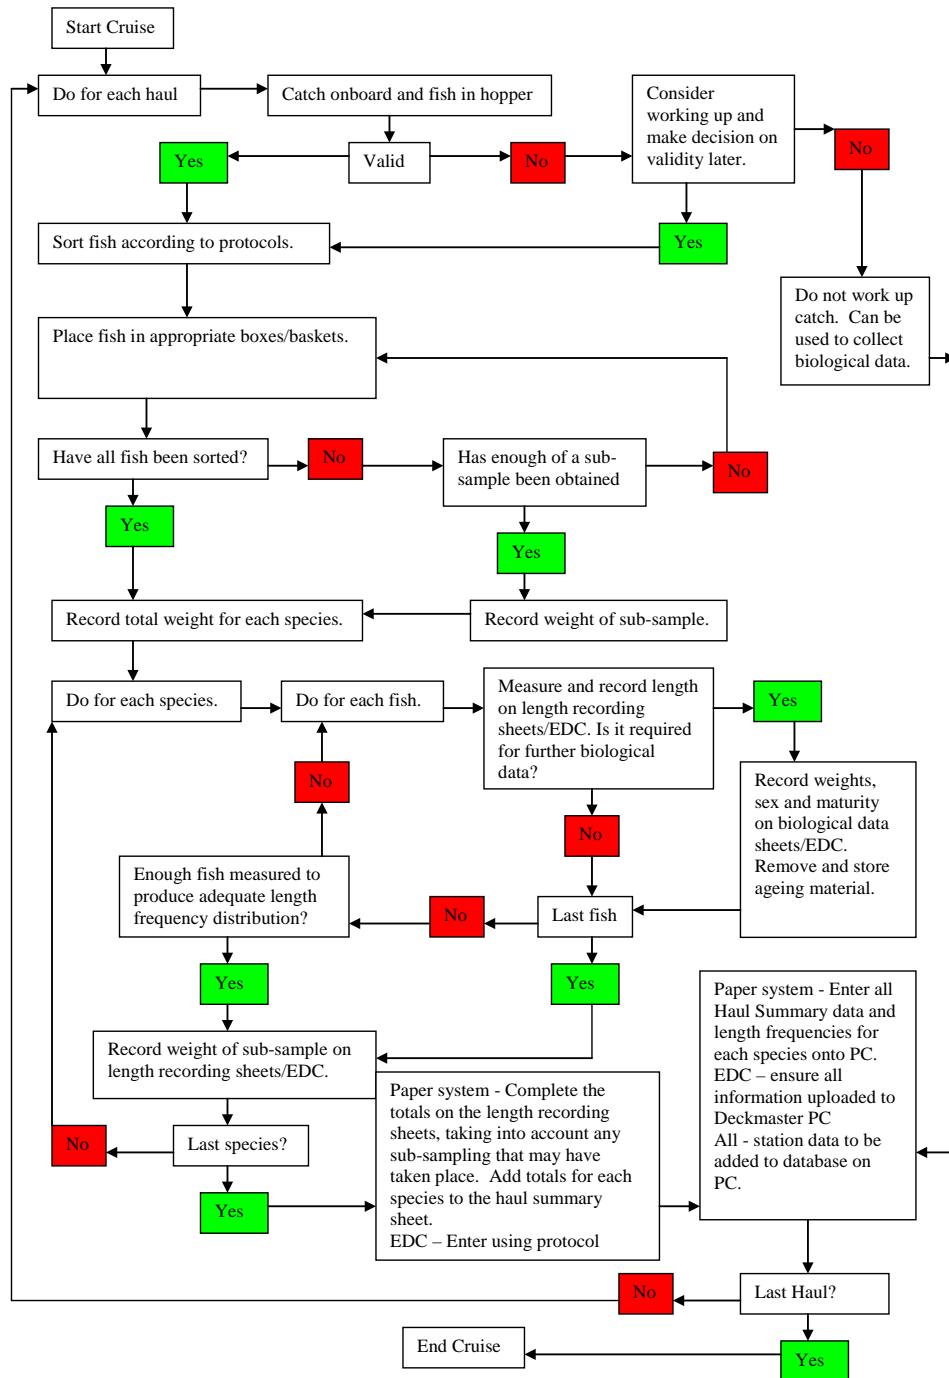 Start Cruise
Do for each haul
Catch onboard and fish in hopper
Consider
working up and
make decision on
validity later.
Yes
Valid
No
No
Sort fish according to protocols.
Yes
Do not work up
catch.  Can be
used to collect
biological data.
Place fish in appropriate boxes/baskets.
Have all fish been sorted?
No
Has enough of a sub-
sample been obtained
No
Yes
Yes
Record total weight for each species.
Record weight of sub-sample.
Do for each species.
Do for each fish.
Measure and record length
on length recording
sheets/EDC. Is it required
for further biological
data?
Yes
No
Record weights,
sex and maturity
on biological data
sheets/EDC.
Remove and store
ageing material.
No
Enough fish measured to
produce adequate length
frequency distribution?
No
Last fish
Yes
Yes
Paper system - Enter all
Haul Summary data and
length frequencies for
each species onto PC.
EDC – ensure all
information uploaded to
Deckmaster PC
All - station data to be
added to database on
PC.
Record weight of sub-sample on
length recording sheets/EDC.
Paper system - Complete the
totals on the length recording
sheets, taking into account any
sub-sampling that may have
taken place.  Add totals for each
species to the haul summary
sheet.
EDC – Enter using protocol
No
Last species?
Yes
No
Last Haul?
End Cruise
Yes